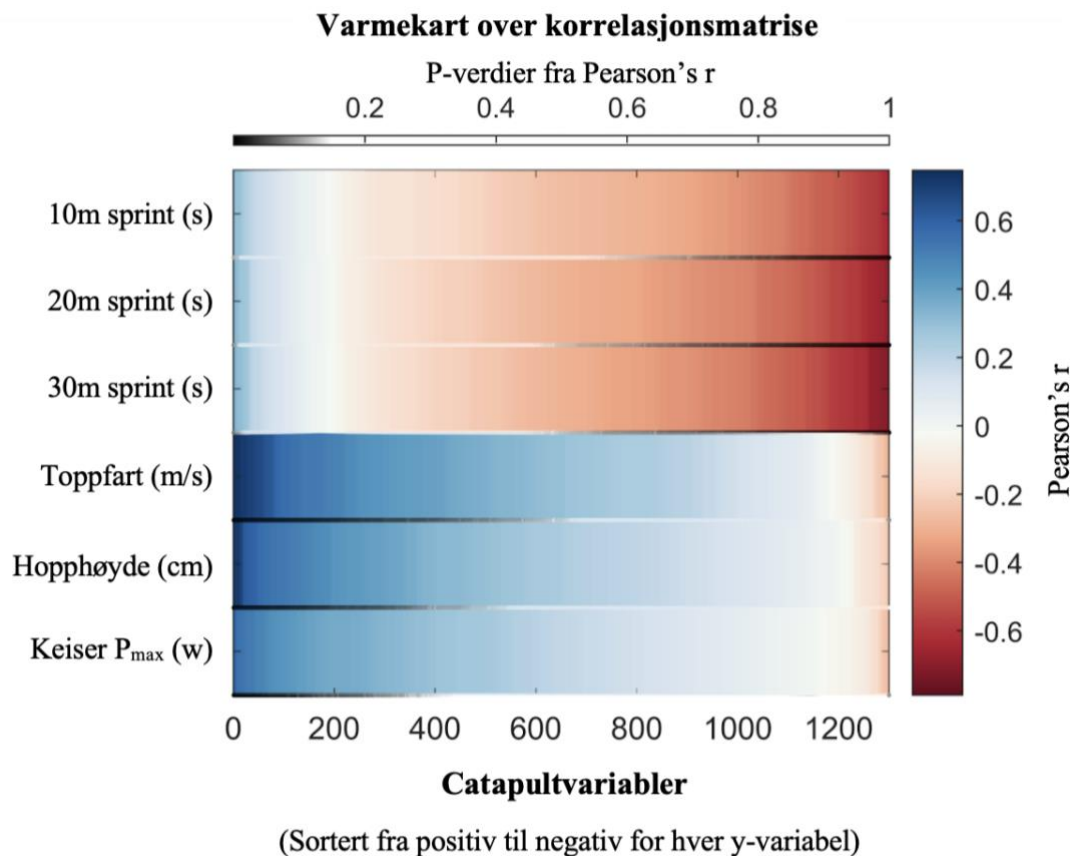 Varmekart over korrelasjonsmatrise
P-verdier fra Pearson's r
0.2 0.4 0.6 0.8 1
10m sprint (s)
20m sprint (s)
30m sprint (s)
Toppfart (m/s)
Hopphøyde (cm)
Keiser Pmax (w)
0.6
0.4
0.2
0
-0.2
-0.4
-0.6
Pearson's r
0 200 400 600 800 1000 1200
Catapultvariabler
(Sortert fra positiv til negativ for hver y-variabel)